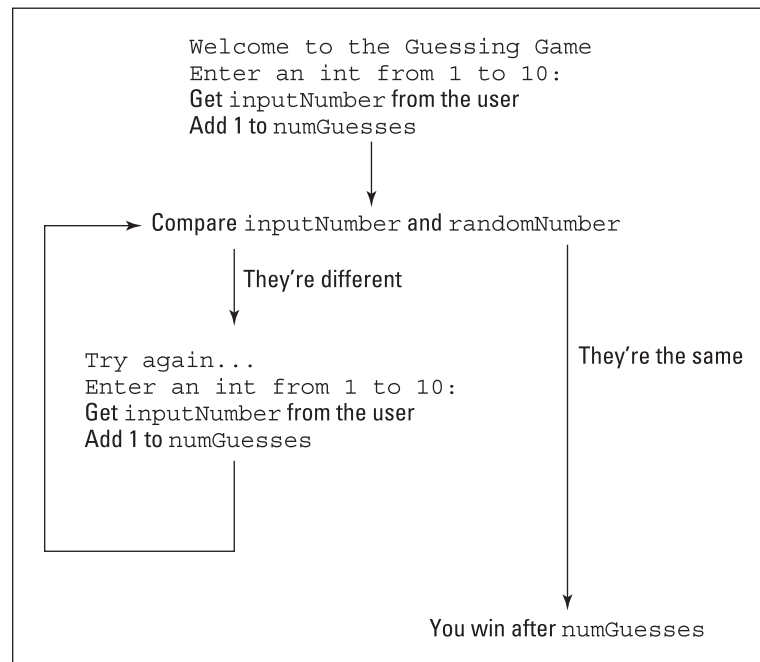 Welcome to the Guessing Game
Enter an int from 1 to 10:
Get inputNumber from the user
Add 1 to numGuesses
Compare inputNumber and randomNumber
They're different
They're the same
Try again...
Enter an int from 1 to 10:
Get inputNumber from the user
Add 1 to numGuesses
You win after numGuesses